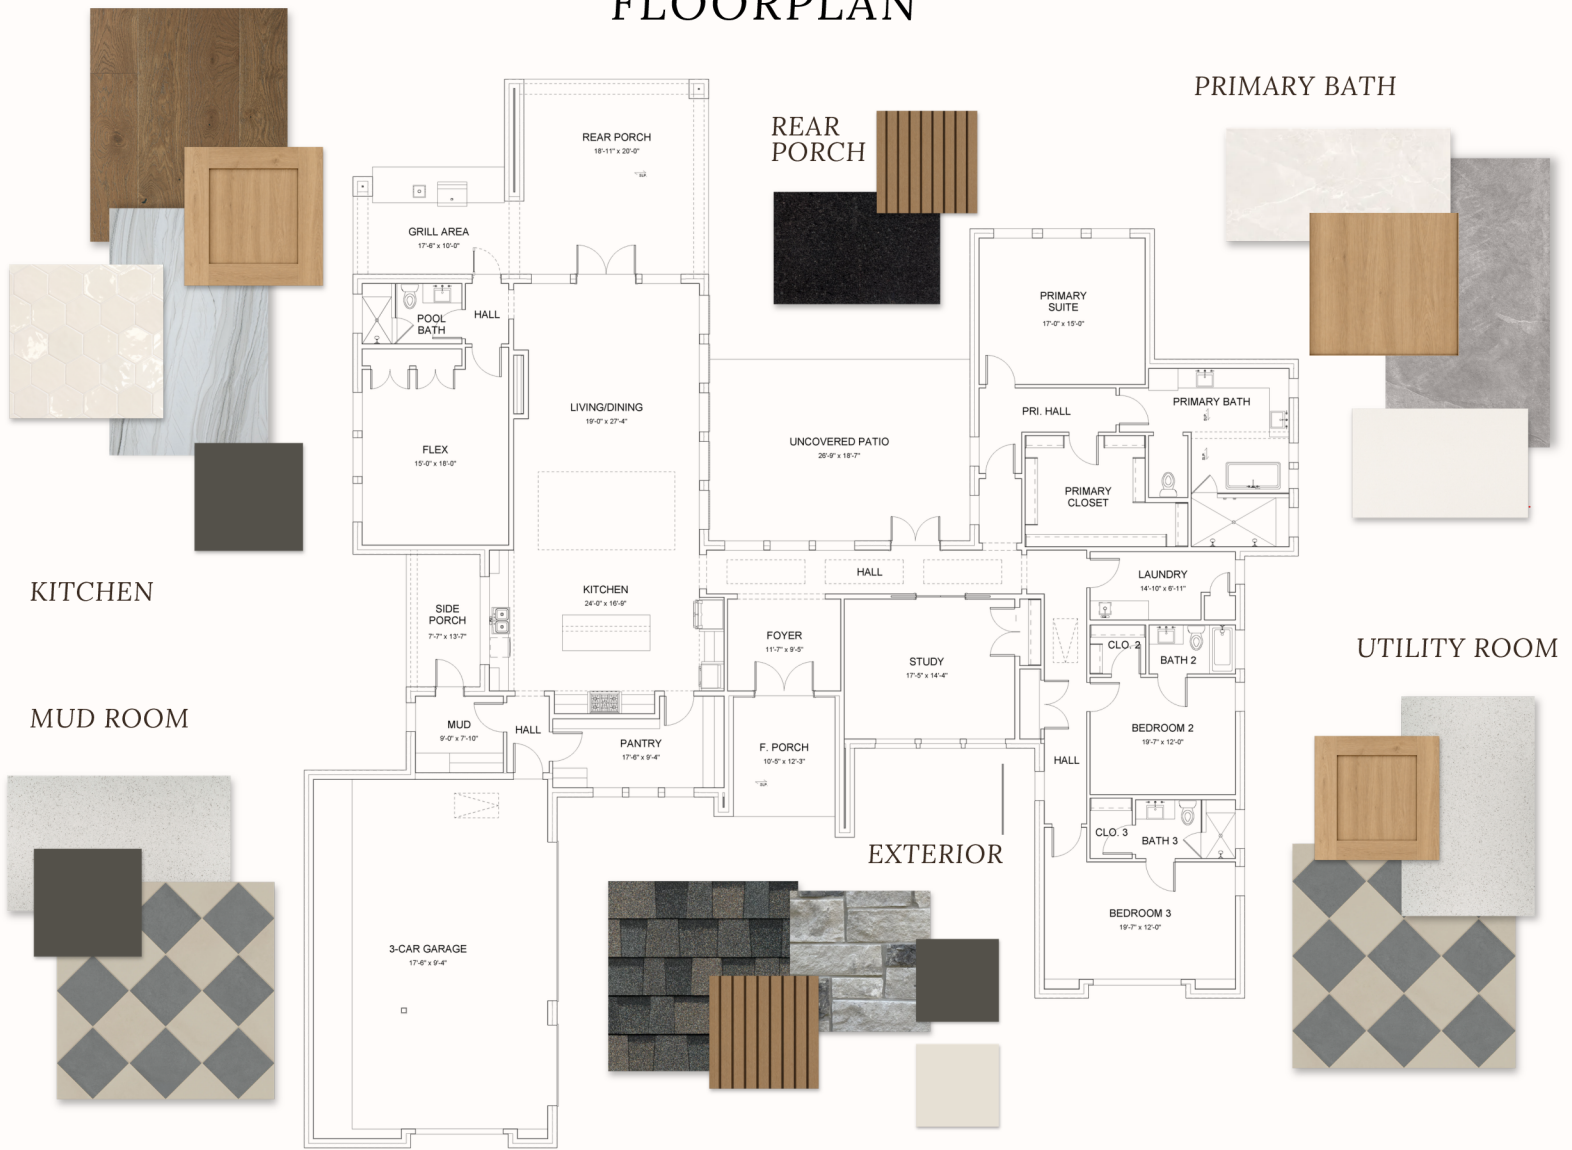 FLOORPLAN
PRIMARY BATH
REAR
PORCH
REAR PORCH
18'-11" x 20'-0"
SLP.
GRILL AREA
17'-6" x 10'-0"
POOL
BATH
HALL
PRIMARY
SUITE
17'-0" x 15'-0"
LIVING/DINING
19'-0" x 27'-4"
PRI. HALL
PRIMARY BATH
FLEX
15'-0" x 18'-0"
UNCOVERED PATIO
26'-9" x 18'-7"
PRIMARY
CLOSET
HALL
LAUNDRY
14'-10" x 6'-11"
KITCHEN
KITCHEN
24'-0" x 16'-9"
SIDE
PORCH
7'-7" x 13'-7"
FOYER
11'-7" x 9'-5"
STUDY
17'-5" x 14'-4"
CLO. 2
BATH 2
UTILITY ROOM
MUD ROOM
MUD
9'-0" x 7'-10"
HALL
PANTRY
17'-6" x 9'-4"
F. PORCH
10'-5" x 12'-3"
SLP.
HALL
BEDROOM 2
19'-7" x 12'-0"
CLO. 3
BATH 3
EXTERIOR
BEDROOM 3
19'-7" x 12'-0"
3-CAR GARAGE
17'-6" x 9'-4"